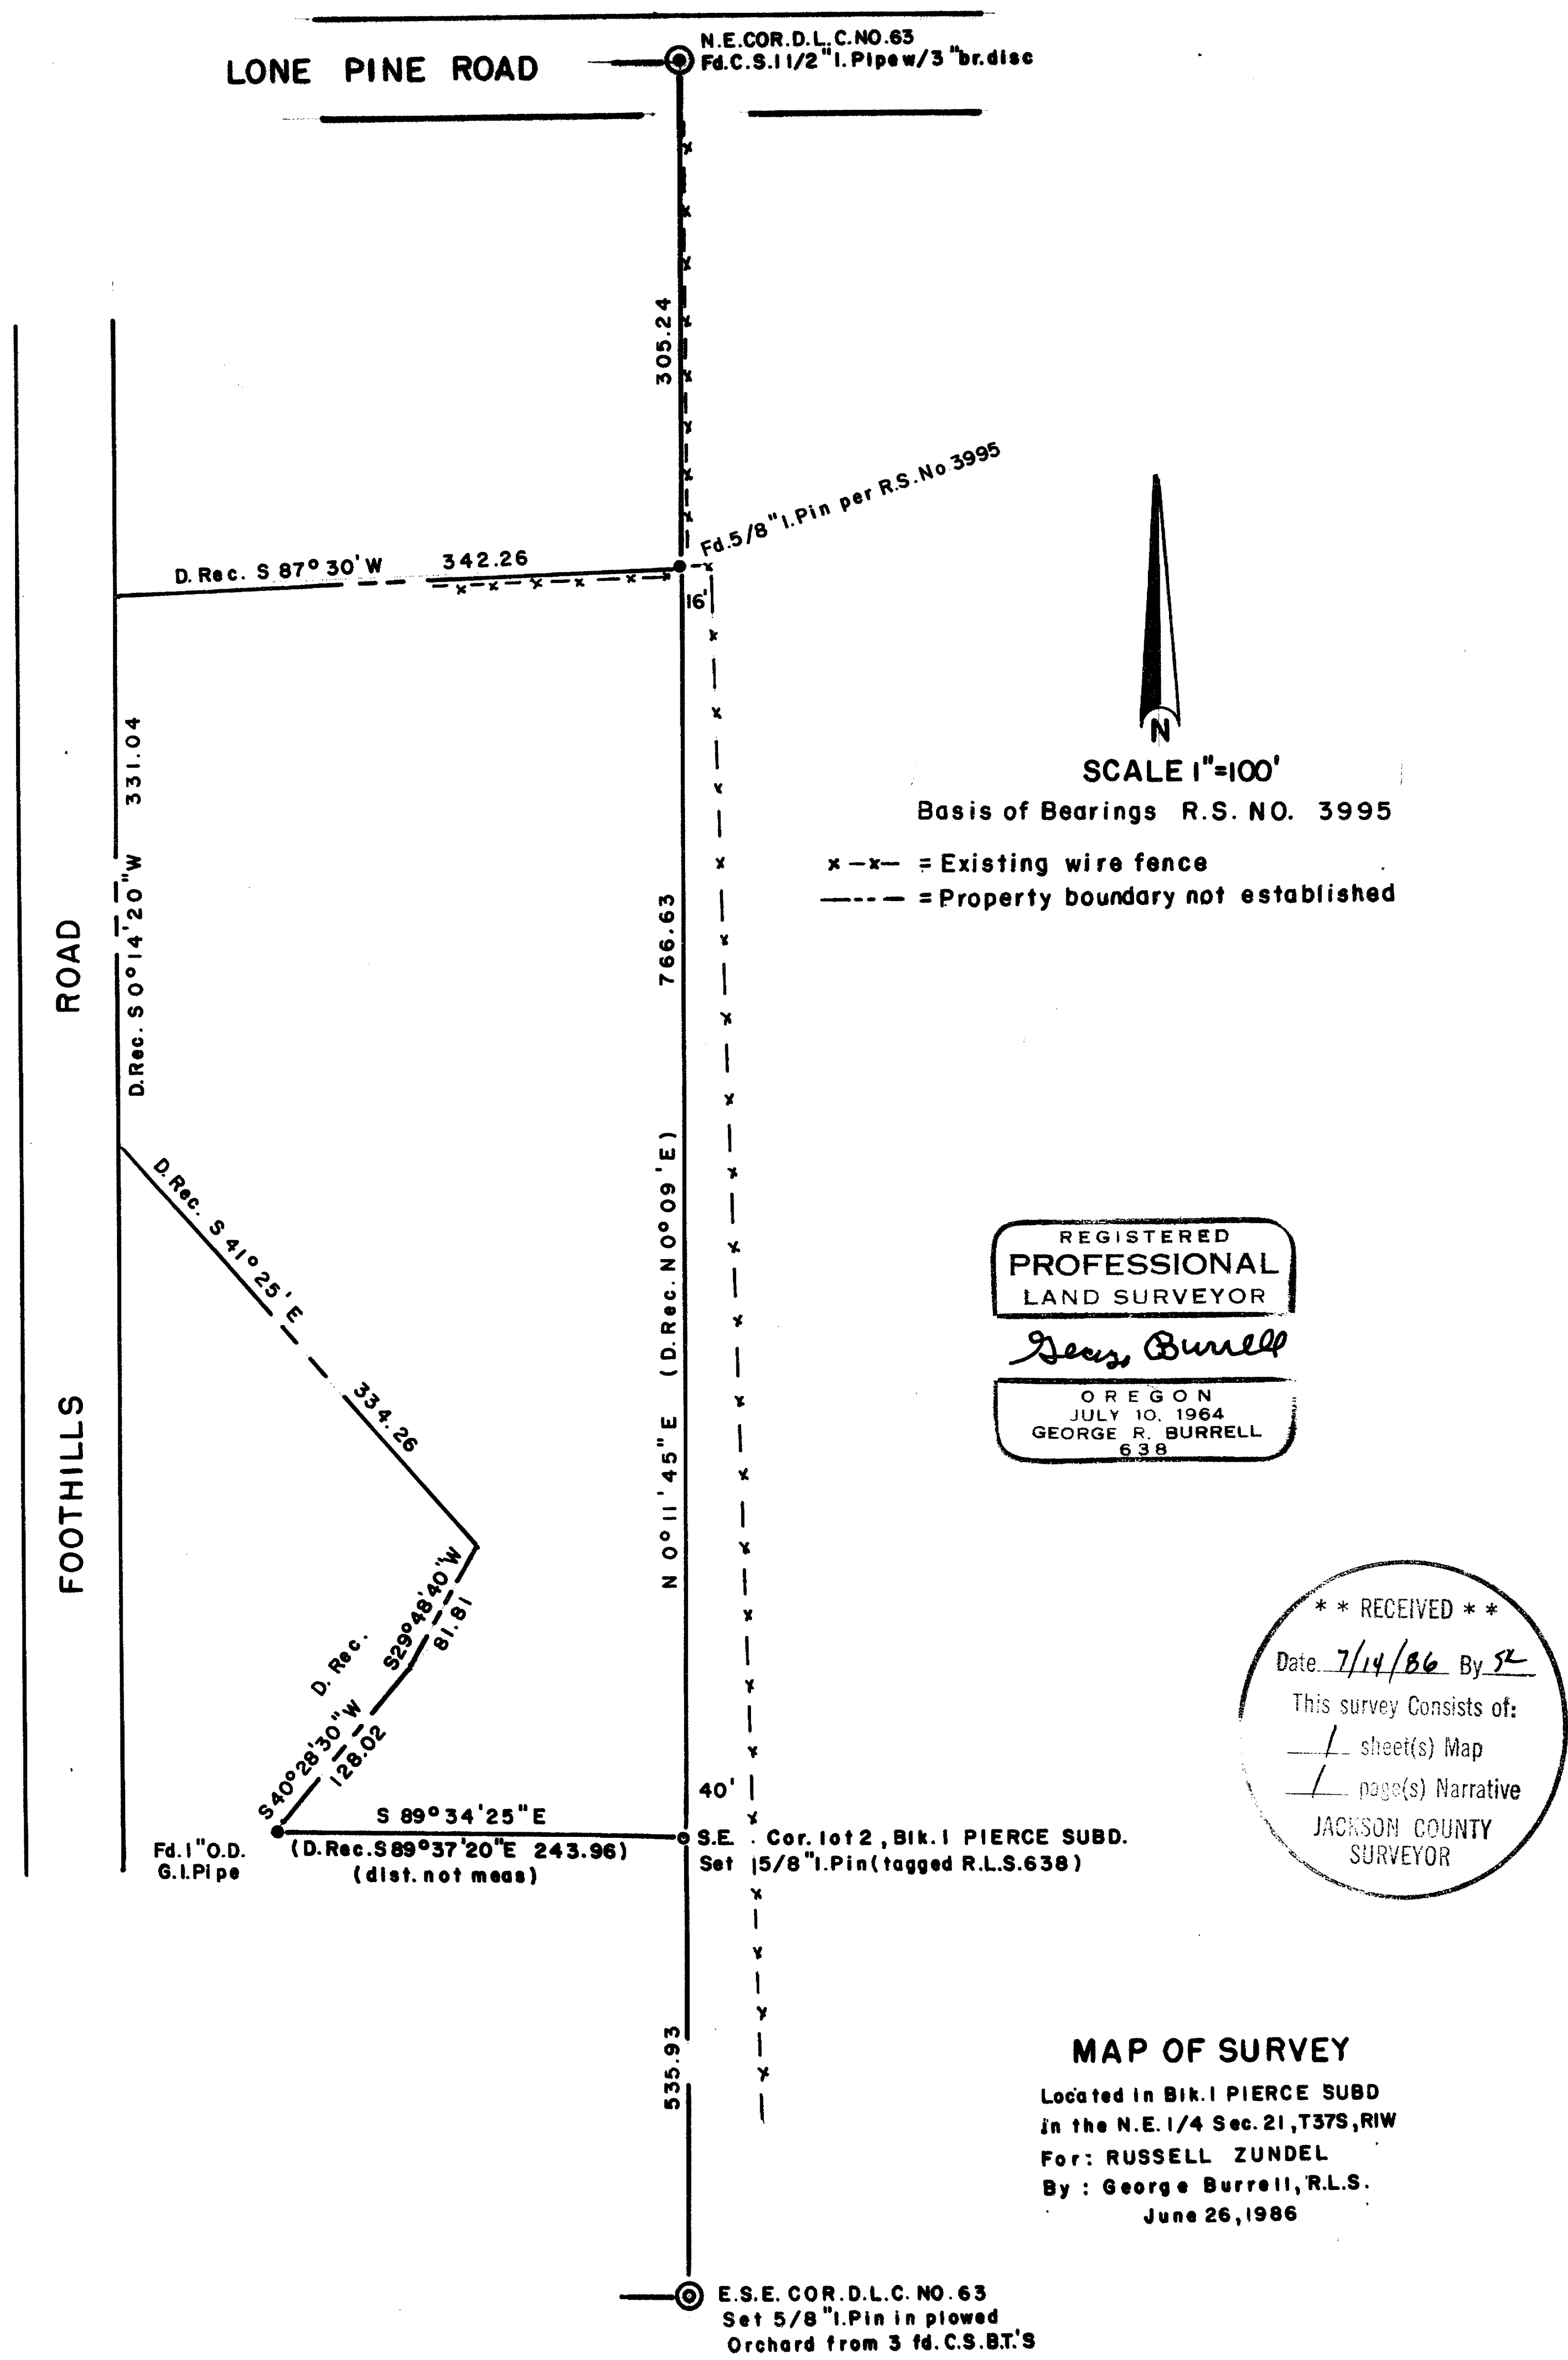 N.E.COR.D.L.C.NO.63
Fd.C.S.1 1/2"I.Pipe w/3"br.disc
LONE PINE ROAD
305.24
Fd.5/8"I.Pin per R.S.No.3995
D. Rec. S 87° 30' W 342.26
16'
N
SCALE 1"=100'
Basis of Bearings R.S. NO. 3995
x —x— = Existing wire fence
—--- — = Property boundary not established
D.Rec. S 0° 14' 20" W 331.04
766.63
FOOTHILLS ROAD
N 0° 11' 45" E (D.Rec. N 0° 09' E)
D. Rec. S 41° 25' E
334.26
REGISTERED
PROFESSIONAL
LAND SURVEYOR
George Burrell
OREGON
JULY 10, 1964
GEORGE R. BURRELL
638
S29°48'40"W
81.81
D. Rec.
S40°28'30"W
128.02
* * RECEIVED * *
Date 7/14/86 By
This survey Consists of:
1 sheet(s) Map
1 page(s) Narrative
JACKSON COUNTY
SURVEYOR
40'
S 89° 34' 25" E
Fd.1"O.D.
G.I.Pipe
(D.Rec.S 89° 37' 20"E 243.96)
(dist. not meas)
S.E. Cor. lot 2, Blk. 1 PIERCE SUBD.
Set 5/8"I.Pin(tagged R.L.S.638)
535.93
MAP OF SURVEY
Located in Blk.1 PIERCE SUBD
in the N.E. 1/4 Sec. 21, T37S, R1W
For: RUSSELL ZUNDEL
By: George Burrell, R.L.S.
June 26, 1986
E.S.E. COR.D.L.C. NO. 63
Set 5/8"I.Pin in plowed
Orchard from 3 fd. C.S.B.T.'S